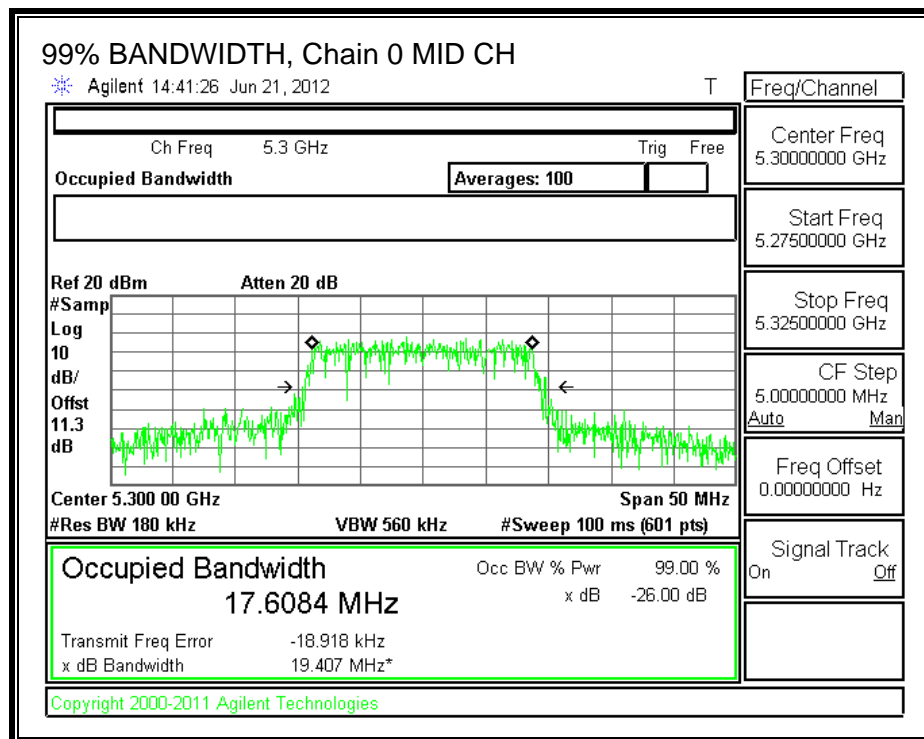 99% BANDWIDTH, Chain 0 MID CH
Agilent 14:41:26 Jun 21, 2012 T
Freq/Channel
Ch Freq 5.3 GHz Trig Free
Occupied Bandwidth Averages: 100
Center Freq
5.30000000 GHz
Start Freq
5.27500000 GHz
Stop Freq
5.32500000 GHz
CF Step
5.00000000 MHz
Auto Man
Freq Offset
0.00000000 Hz
Signal Track
On Off
Ref 20 dBm Atten 20 dB
#Samp
Log
10
dB/
Offst
11.3
dB
Center 5.300 00 GHz Span 50 MHz
#Res BW 180 kHz VBW 560 kHz #Sweep 100 ms (601 pts)
Occupied Bandwidth Occ BW % Pwr 99.00 %
17.6084 MHz x dB -26.00 dB
Transmit Freq Error -18.918 kHz
x dB Bandwidth 19.407 MHz*
Copyright 2000-2011 Agilent Technologies